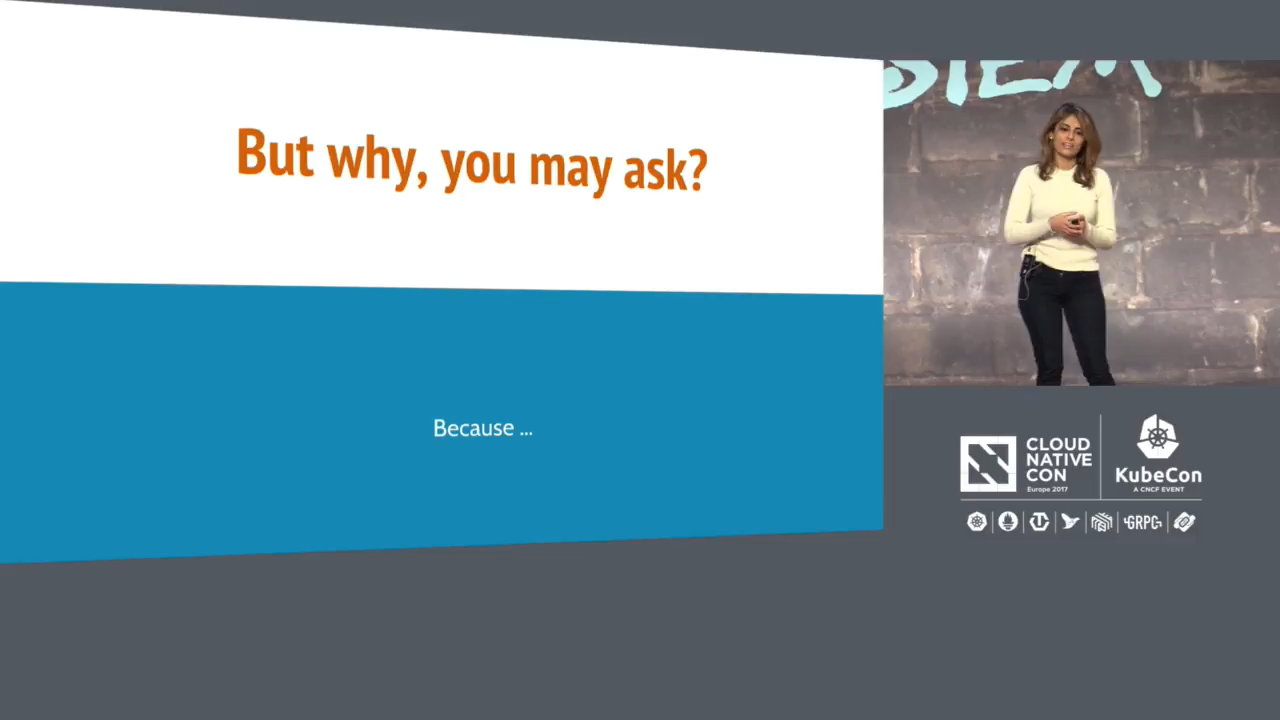 But why, you may ask?
Because ...
CLOUD
NATIVE
CON
Europe 2017
KubeCon
A CNCF EVENT
GRPC